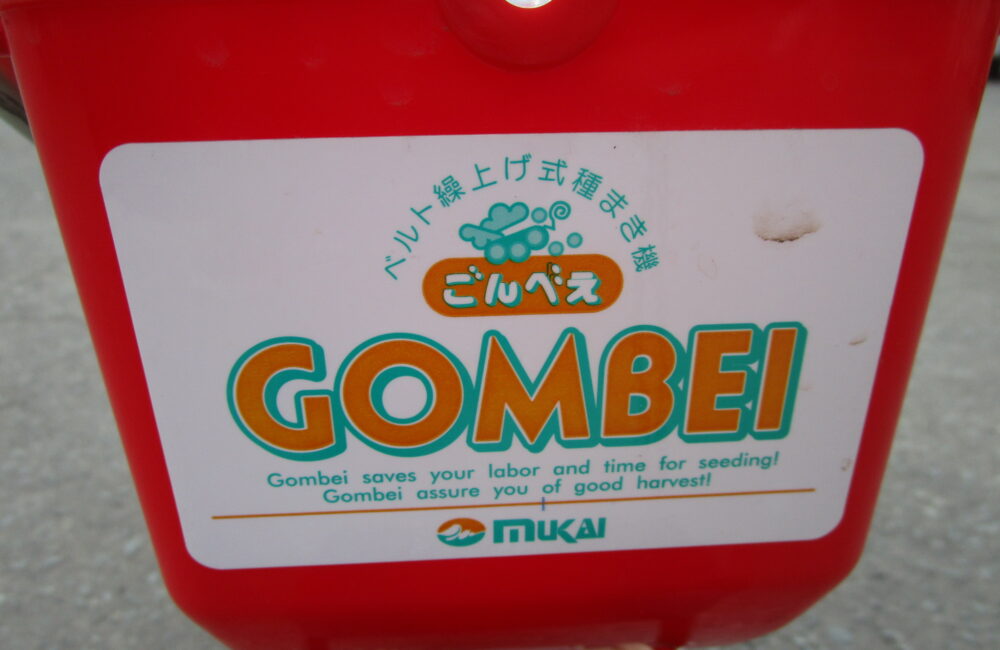 ベルト繰上げ式種まき機
ごんべえ
GOMBEI
Gombei saves your labor and time for seeding!
Gombei assure you of good harvest!
MUKAI